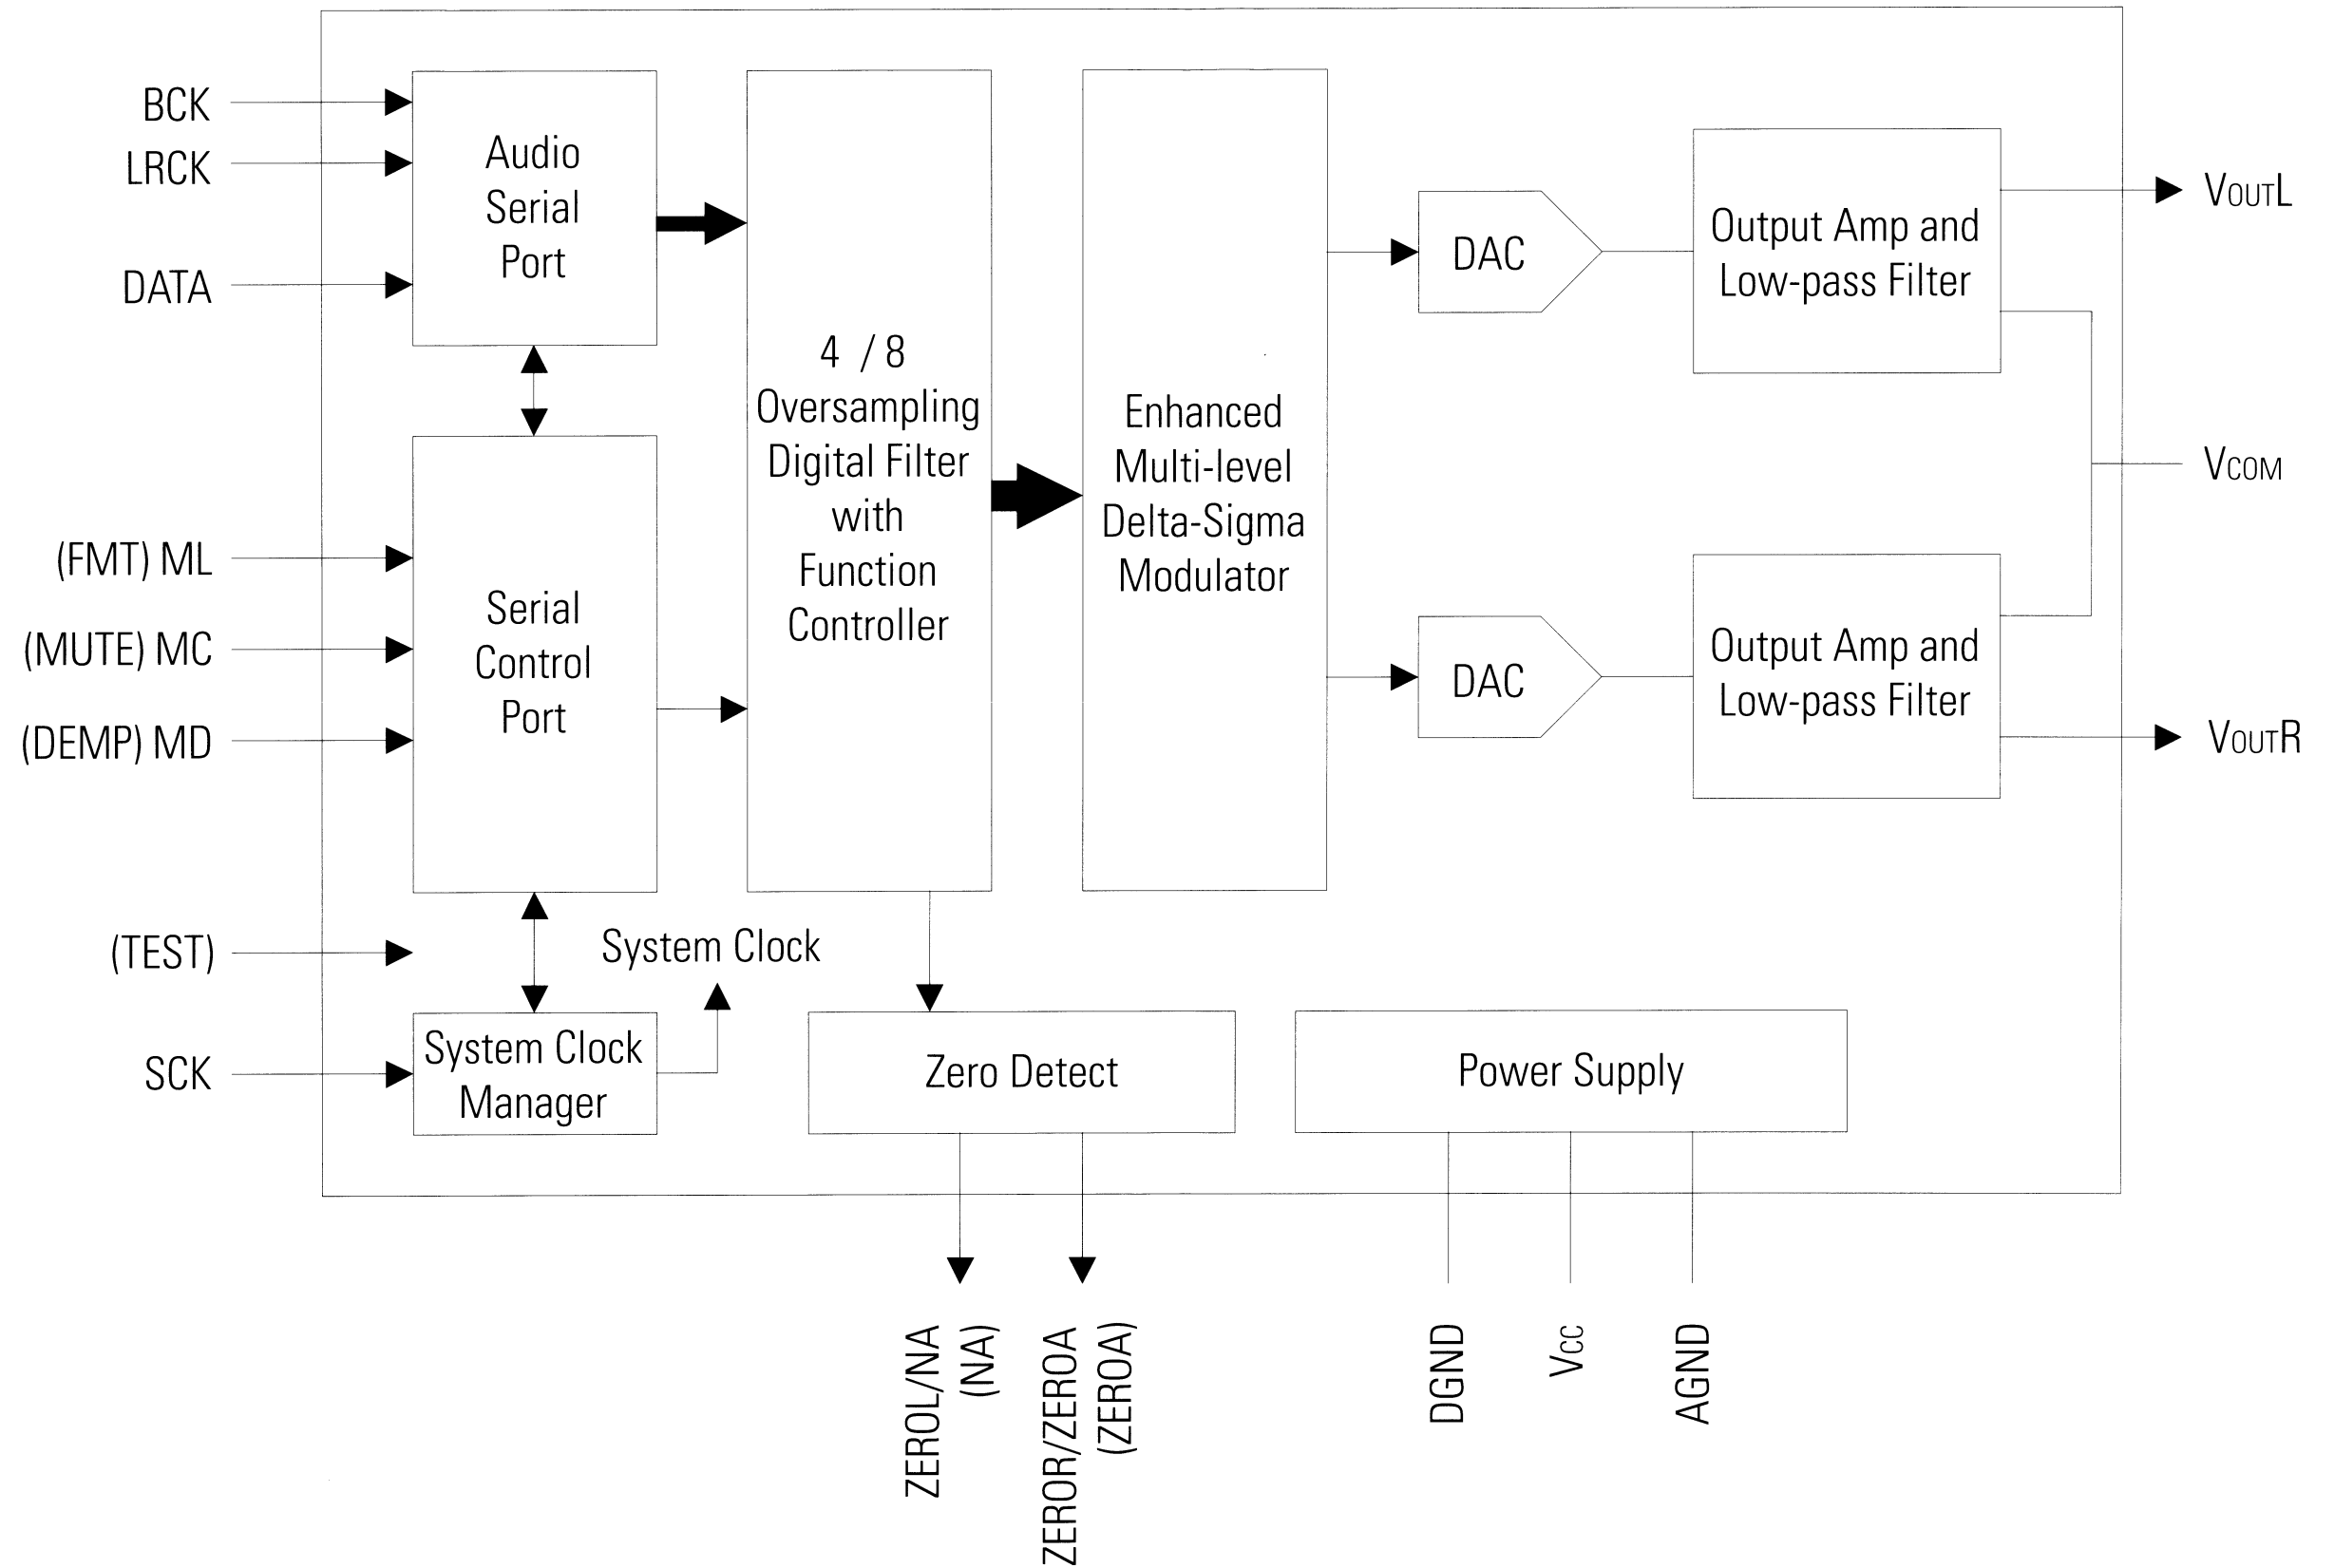 BCK
LRCK
DATA
(FMT) ML
(MUTE) MC
(DEMP) MD
(TEST)
SCK
Audio
Serial
Port
Serial
Control
Port
System Clock
System Clock
Manager
4 / 8
Oversampling
Digital Filter
with
Function
Controller
Enhanced
Multi-level
Delta-Sigma
Modulator
DAC
DAC
Output Amp and
Low-pass Filter
Output Amp and
Low-pass Filter
VOUTL
VCOM
VOUTR
Zero Detect
Power Supply
ZEROL/NA
(NA)
ZEROR/ZEROA
(ZEROA)
DGND
VCC
AGND